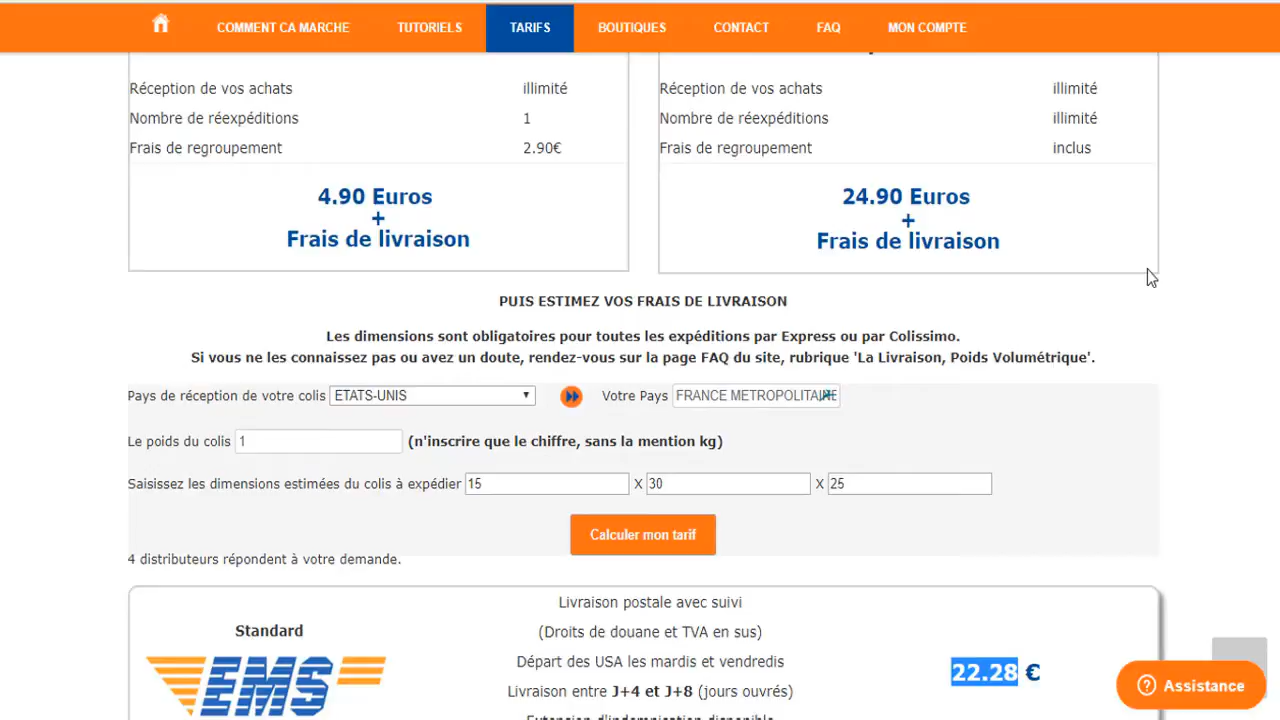 COMMENT CA MARCHE TUTORIELS TARIFS BOUTIQUES CONTACT FAQ MON COMPTE
Réception de vos achats illimité
Nombre de réexpéditions 1
Frais de regroupement 2.90€
4.90 Euros
+
Frais de livraison
Réception de vos achats illimité
Nombre de réexpéditions illimité
Frais de regroupement inclus
24.90 Euros
+
Frais de livraison
PUIS ESTIMEZ VOS FRAIS DE LIVRAISON
Les dimensions sont obligatoires pour toutes les expéditions par Express ou par Colissimo.
Si vous ne les connaissez pas ou avez un doute, rendez-vous sur la page FAQ du site, rubrique 'La Livraison, Poids Volumétrique'.
Pays de réception de votre colis ETATS-UNIS Votre Pays FRANCE METROPOLITAINE
Le poids du colis 1 (n'inscrire que le chiffre, sans la mention kg)
Saisissez les dimensions estimées du colis à expédier 15 X 30 X 25
Calculer mon tarif
4 distributeurs répondent à votre demande.
Standard
EMS
Livraison postale avec suivi
(Droits de douane et TVA en sus)
Départ des USA les mardis et vendredis
Livraison entre J+4 et J+8 (jours ouvrés)
Extension d'indemnisation disponible
22.28 €
Assistance